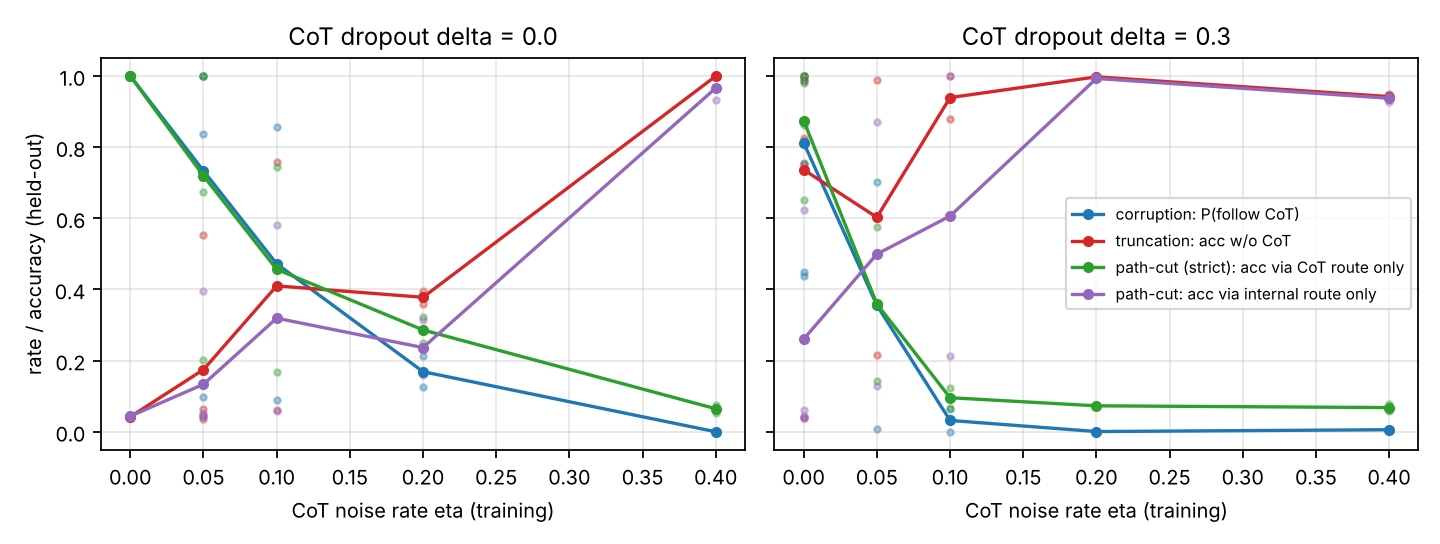 CoT dropout delta = 0.0
CoT dropout delta = 0.3
rate / accuracy (held-out)
1.0
0.8
0.6
0.4
0.2
0.0
0.00 0.05 0.10 0.15 0.20 0.25 0.30 0.35 0.40
CoT noise rate eta (training)
corruption: P(follow CoT)
truncation: acc w/o CoT
path-cut (strict): acc via CoT route only
path-cut: acc via internal route only
0.00 0.05 0.10 0.15 0.20 0.25 0.30 0.35 0.40
CoT noise rate eta (training)